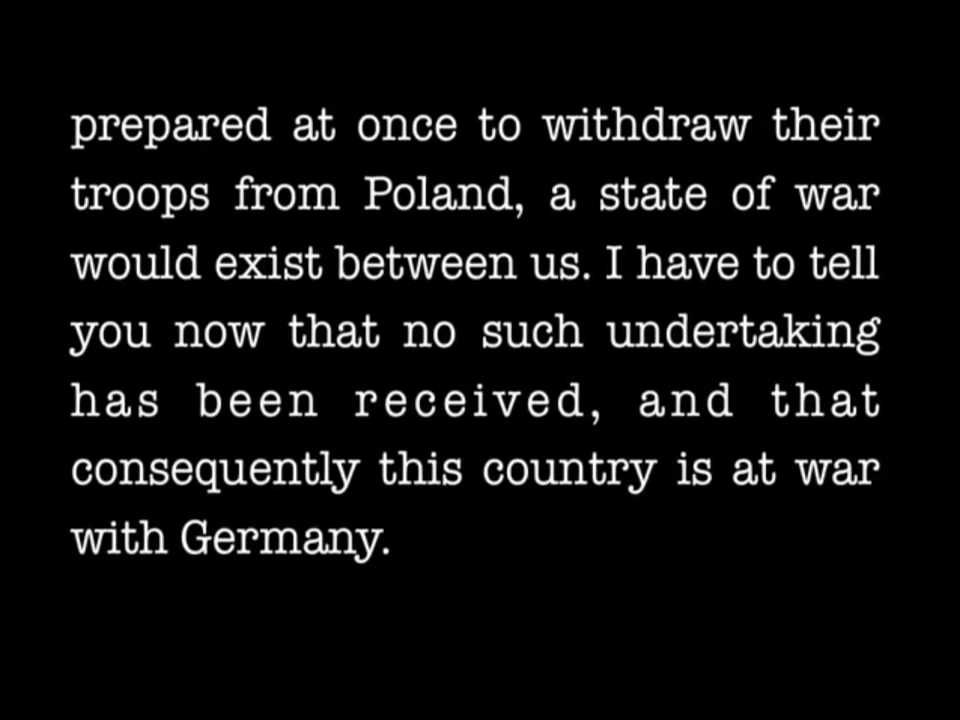 prepared at once to withdraw their
troops from Poland, a state of war
would exist between us. I have to tell
you now that no such undertaking
has been received, and that
consequently this country is at war
with Germany.